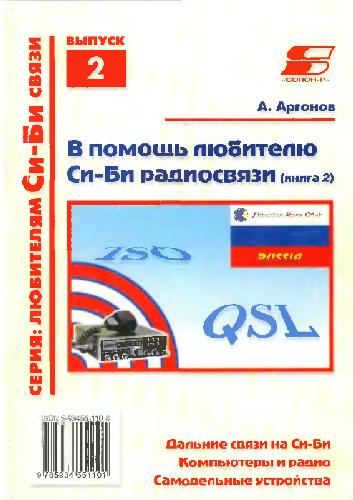 ВЫПУСК
2
«СОЛОН-Р»
А. Аргонов
В помощь любителю
Си-Би радиосвязи (книга 2)
СЕРИЯ: ЛЮБИТЕЛЯМ СИ-БИ СВЯЗИ
RUSSIA
QSL
Дальние связи на Си-Би
Компьютеры и радио
Самодельные устройства